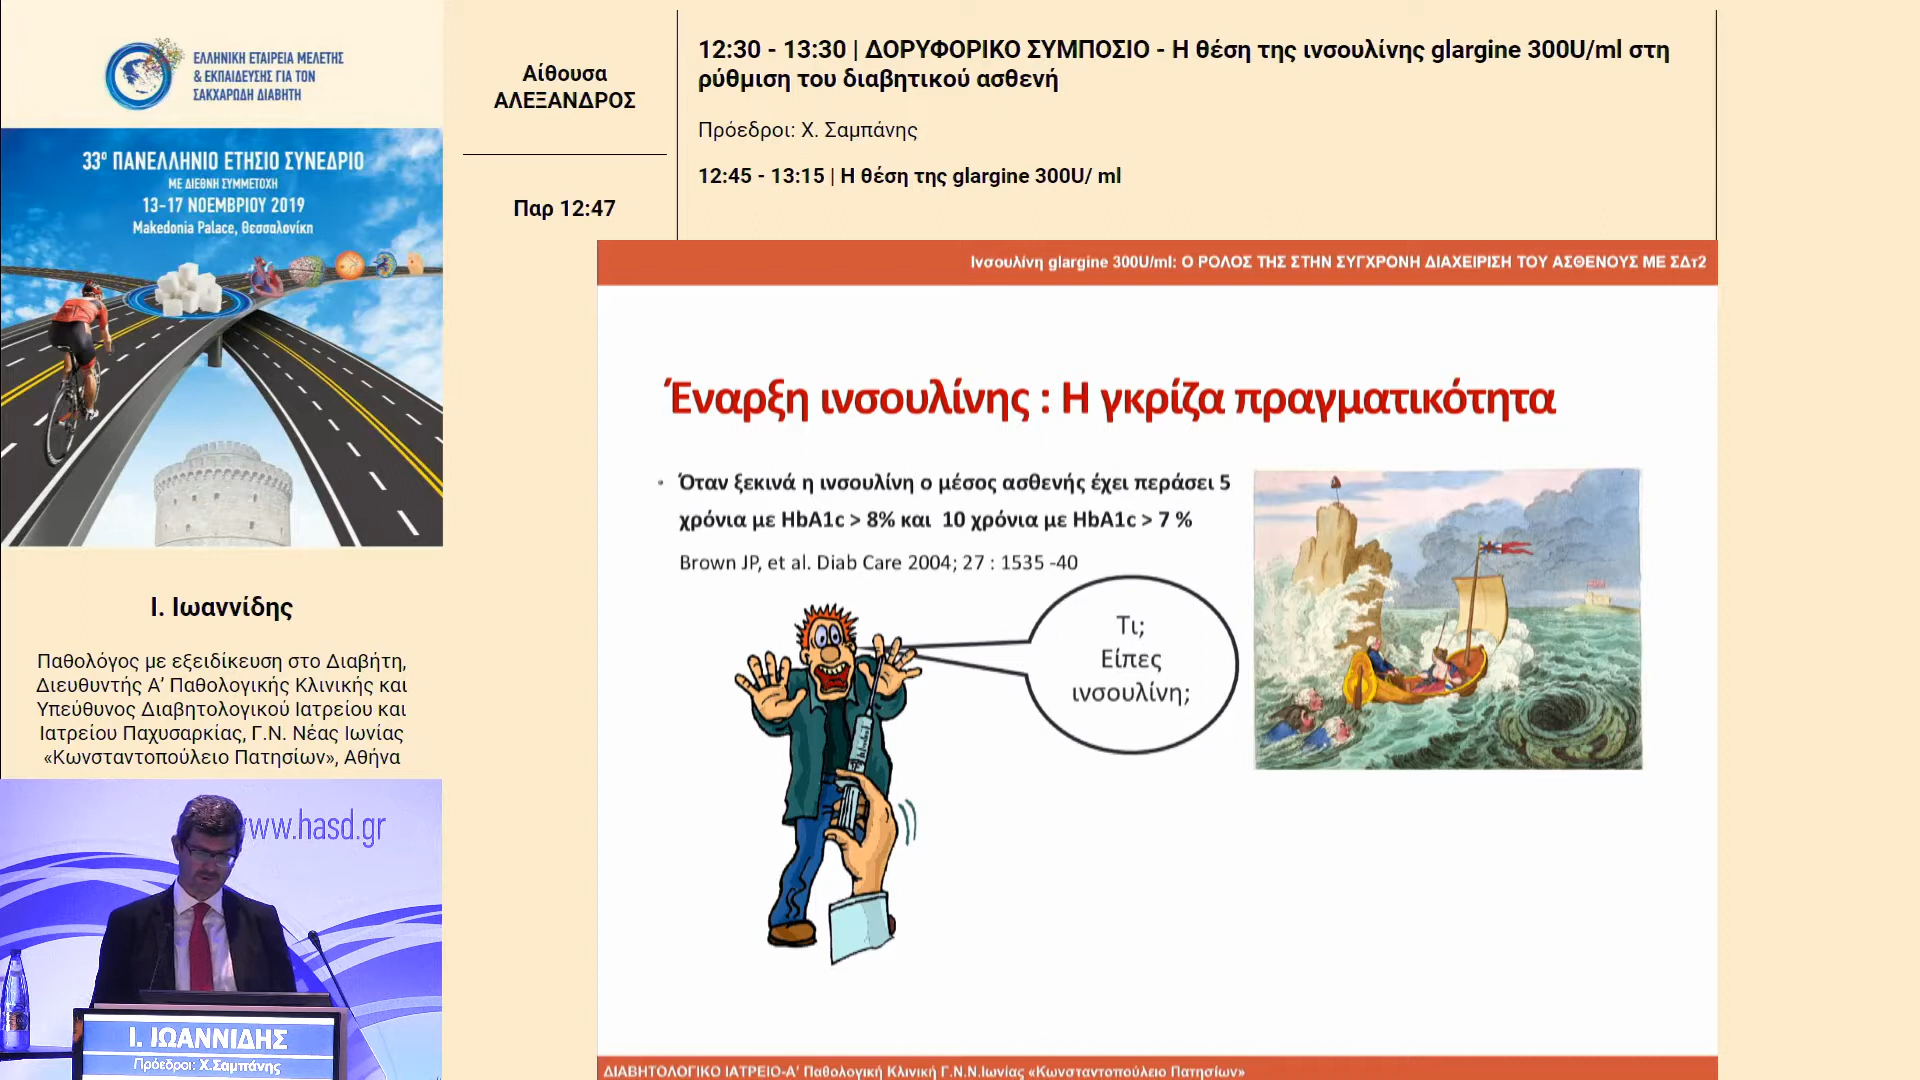 ΕΛΛΗΝΙΚΗ ΕΤΑΙΡΕΙΑ ΜΕΛΕΤΗΣ
& ΕΚΠΑΙΔΕΥΣΗΣ ΓΙΑ ΤΟΝ
ΣΑΚΧΑΡΩΔΗ ΔΙΑΒΗΤΗ
33º ΠΑΝΕΛΛΗΝΙΟ ΕΤΗΣΙΟ ΣΥΝΕΔΡΙΟ
ΜΕ ΔΙΕΘΝΗ ΣΥΜΜΕΤΟΧΗ
13-17 ΝΟΕΜΒΡΙΟΥ 2019
Makedonia Palace, Θεσσαλονίκη
Αίθουσα
ΑΛΕΞΑΝΔΡΟΣ
Παρ 12:47
12:30 - 13:30 | ΔΟΡΥΦΟΡΙΚΟ ΣΥΜΠΟΣΙΟ - Η θέση της ινσουλίνης glargine 300U/ml στη
ρύθμιση του διαβητικού ασθενή
Πρόεδροι: Χ. Σαμπάνης
12:45 - 13:15 | Η θέση της glargine 300U/ ml
Ινσουλίνη glargine 300U/ml: Ο ΡΟΛΟΣ ΤΗΣ ΣΤΗΝ ΣΥΓΧΡΟΝΗ ΔΙΑΧΕΙΡΙΣΗ ΤΟΥ ΑΣΘΕΝΟΥΣ ΜΕ ΣΔτ2
Έναρξη ινσουλίνης : Η γκρίζα πραγματικότητα
• Όταν ξεκινά η ινσουλίνη ο μέσος ασθενής έχει περάσει 5
χρόνια με HbA1c > 8% και 10 χρόνια με HbA1c > 7 %
Brown JP, et al. Diab Care 2004; 27 : 1535 -40
Τι;
Είπες
ινσουλίνη;
Ι. Ιωαννίδης
Παθολόγος με εξειδίκευση στο Διαβήτη,
Διευθυντής Α’ Παθολογικής Κλινικής και
Υπεύθυνος Διαβητολογικού Ιατρείου και
Ιατρείου Παχυσαρκίας, Γ.Ν. Νέας Ιωνίας
«Κωνσταντοπούλειο Πατησίων», Αθήνα
www.hasd.gr
Ι. ΙΩΑΝΝΙΔΗΣ
Πρόεδροι: Χ.Σαμπάνης
ΔΙΑΒΗΤΟΛΟΓΙΚΟ ΙΑΤΡΕΙΟ-Α’ Παθολογική Κλινική Γ.Ν.Ν.Ιωνίας «Κωνσταντοπούλειο Πατησίων»